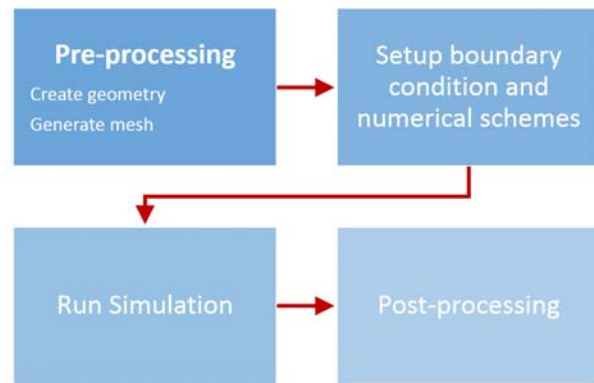 Pre-processing
Create geometry
Generate mesh
Setup boundary
condition and
numerical schemes
Run Simulation
Post-processing